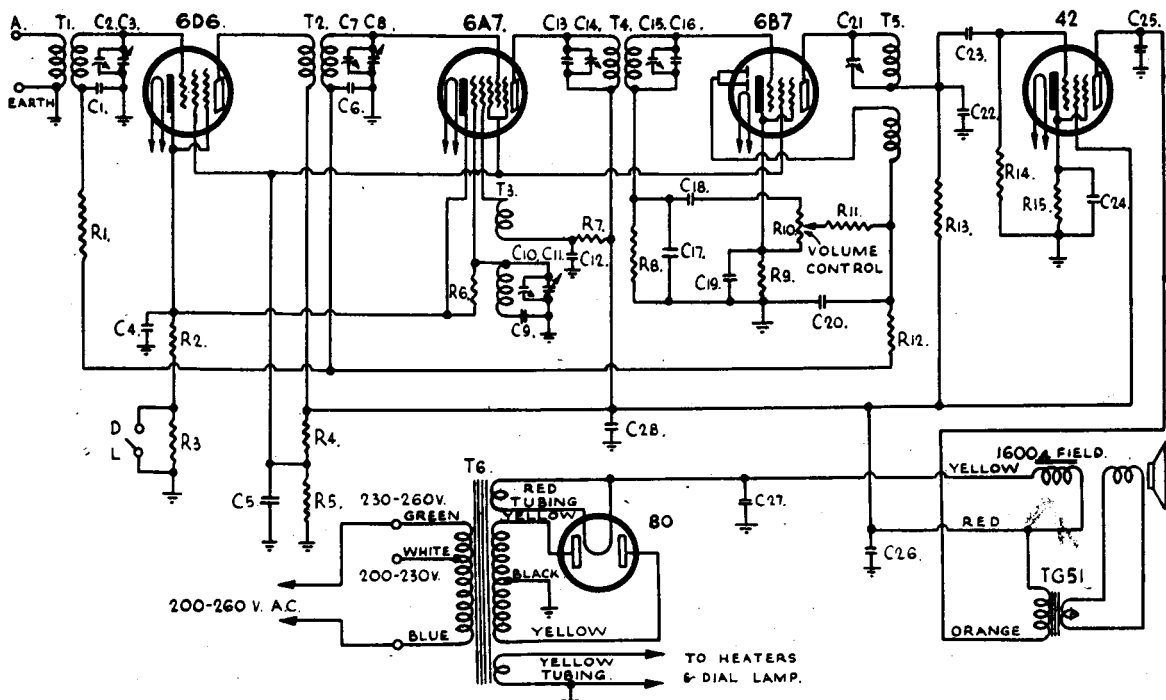 A. T1. C2. C3. 6D6. T2. C7 C8. 6A7. C13. C14. T4. C15. C16. 6B7 C21 T5. 42 C25.
C23.
EARTH C1. C6. C22.
T3. C18. R14. R15. C24.
R1. R7. R10. R11. R13.
C10. C11. C12. R8. C17. VOLUME
R6. C19. R9. CONTROL
C4. R2. C9. C20. R12.
D R3 R4. C28.
L T6. 1600Ω FIELD.
RED YELLOW
C5 R5. 230-260V. TUBING C27.
GREEN YELLOW 80
RED
WHITE C26.
200-230V. BLACK TG51
200-260 V. A.C.
BLUE YELLOW ORANGE
YELLOW TO HEATERS
TUBING. & DIAL LAMP.